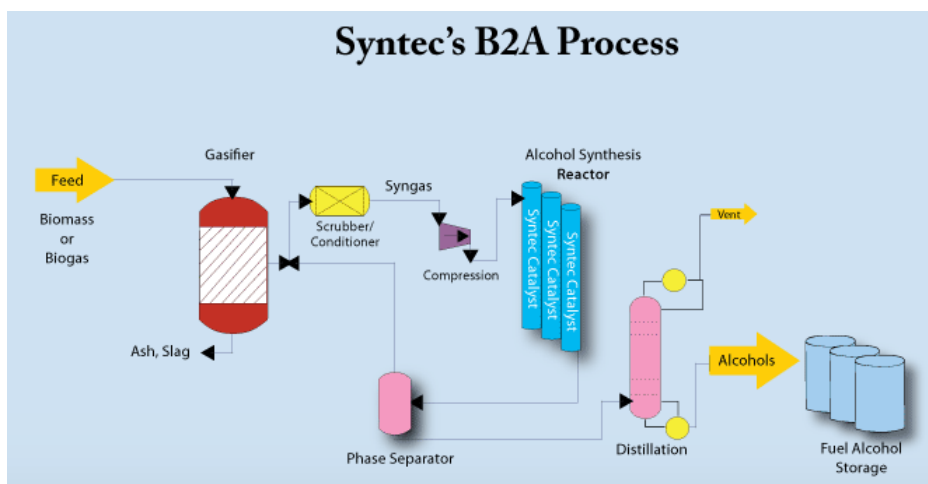 Syntec's B2A Process
Gasifier
Feed
Biomass
or
Biogas
Ash, Slag
Scrubber/
Conditioner
Syngas
Compression
Alcohol Synthesis
Reactor
Syntec Catalyst
Syntec Catalyst
Syntec Catalyst
Phase Separator
Vent
Distillation
Alcohols
Fuel Alcohol
Storage